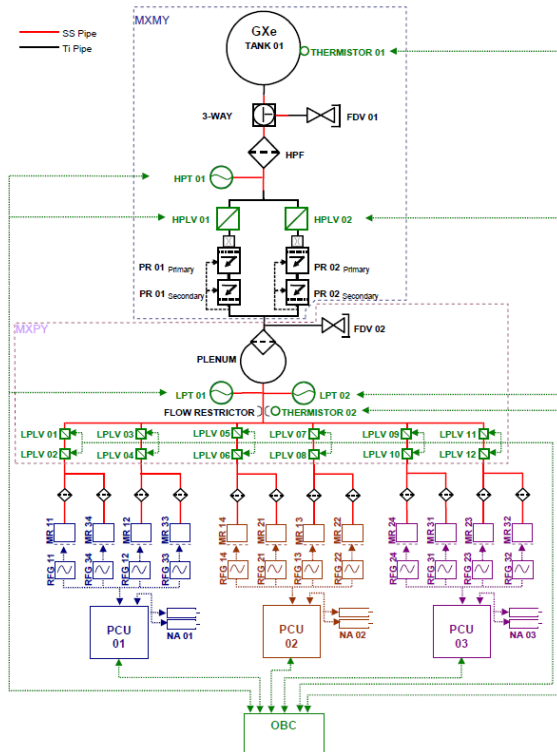 MXMY
SS Pipe
Ti Pipe
GXe
TANK 01
THERMISTOR 01
3-WAY
FDV 01
HPF
HPT 01
HPLV 01
HPLV 02
PR 01 Primary
PR 02 Primary
PR 01 Secondary
PR 02 Secondary
MXPY
FDV 02
PLENUM
LPT 01
LPT 02
FLOW RESTRICTOR
THERMISTOR 02
LPLV 01
LPLV 03
LPLV 05
LPLV 07
LPLV 09
LPLV 11
LPLV 02
LPLV 04
LPLV 06
LPLV 08
LPLV 10
LPLV 12
MR 11
MR 34
MR 12
MR 33
MR 14
MR 21
MR 13
MR 22
MR 24
MR 31
MR 23
MR 32
RFG 11
RFG 34
RFG 12
RFG 33
RFG 14
RFG 21
RFG 13
RFG 22
RFG 24
RFG 31
RFG 23
RFG 32
PCU
01
NA 01
PCU
02
NA 02
PCU
03
NA 03
OBC